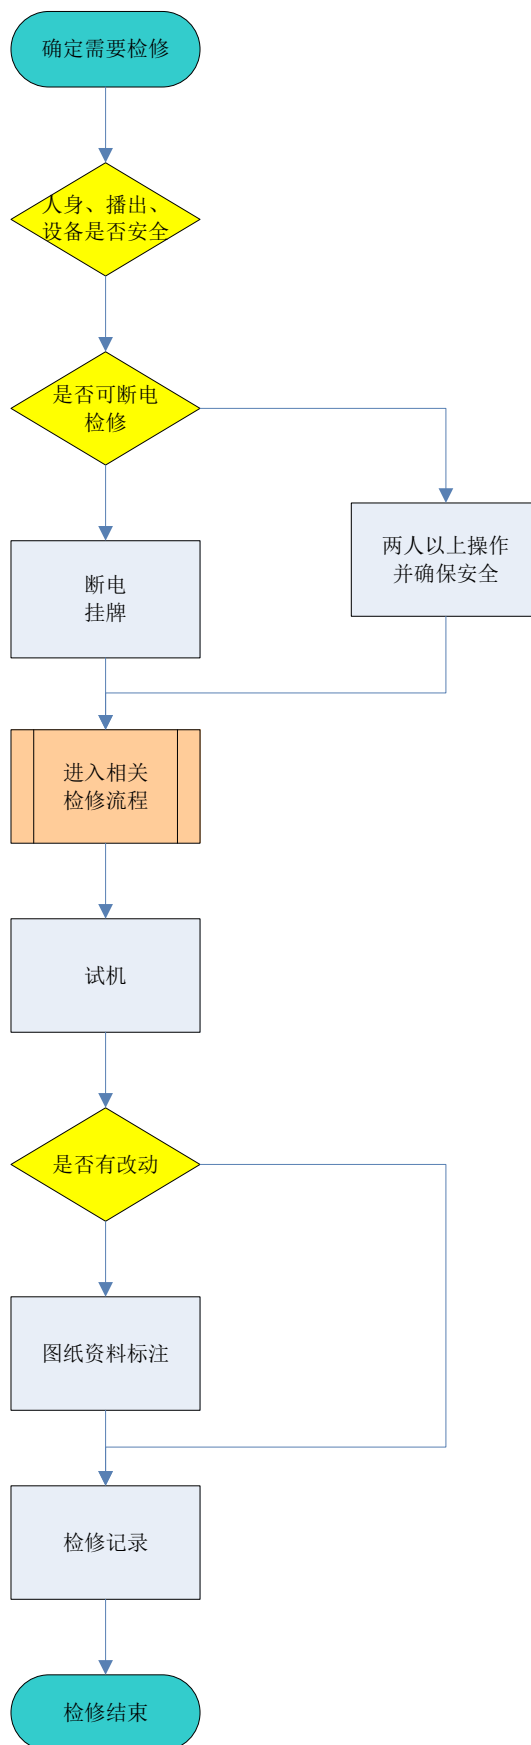 确定需要检修
人身、播出、
设备是否安全
是否可断电
检修
两人以上操作
并确保安全
断电
挂牌
进入相关
检修流程
试机
是否有改动
图纸资料标注
检修记录
检修结束